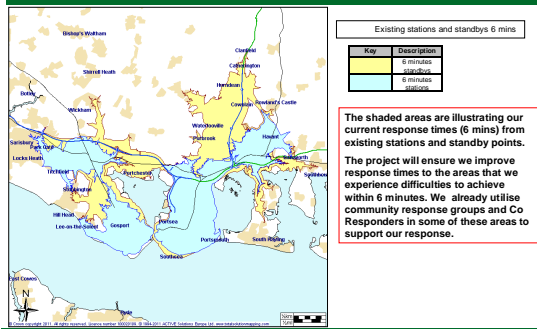 Existing stations and standbys 6 mins
Key Description
6 minutes
standbys
6 minutes
stations
The shaded areas are illustrating our
current response times (6 mins) from
existing stations and standby points.
The project will ensure we improve
response times to the areas that we
experience difficulties to achieve
within 6 minutes. We already utilise
community response groups and Co
Responders in some of these areas to
support our response.
Bishop's Waltham
Clanfield
Catherington
Shirrell Heath
Horndean
Botley
Wickham
Cowplain
Rowland's Castle
Waterlooville
Purbrook
Havant
Sarisbury
Park Gate
Locks Heath
Titchfield
Portchester
Emsworth
Stubbington
Hill Head
Lee-on-the-Solent
Gosport
Portsea
Portsmouth
South Hayling
Southsea
East Cowes
N
Ryde